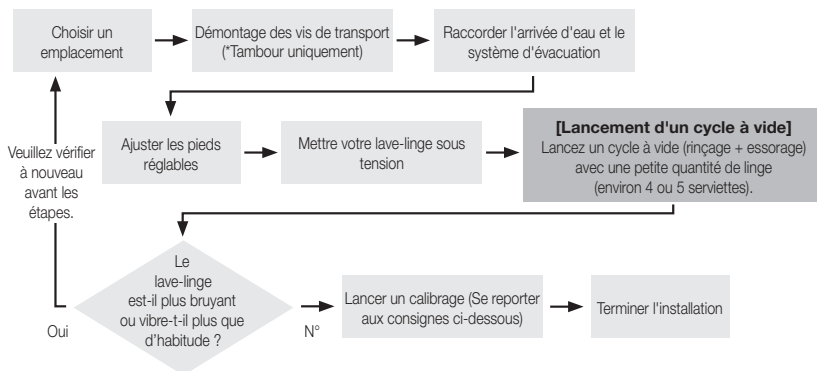 Choisir un
emplacement
Démontage des vis de transport
(*Tambour uniquement)
Raccorder l'arrivée d'eau et le
système d'évacuation
Ajuster les pieds
réglables
Mettre votre lave-linge sous
tension
[Lancement d'un cycle à vide]
Lancez un cycle à vide (rinçage + essorage)
avec une petite quantité de linge
(environ 4 ou 5 serviettes).
Veuillez vérifier
à nouveau
avant les
étapes.
Le
lave-linge
est-il plus bruyant
ou vibre-t-il plus que
d'habitude ?
Oui
N°
Lancer un calibrage (Se reporter
aux consignes ci-dessous)
Terminer l'installation